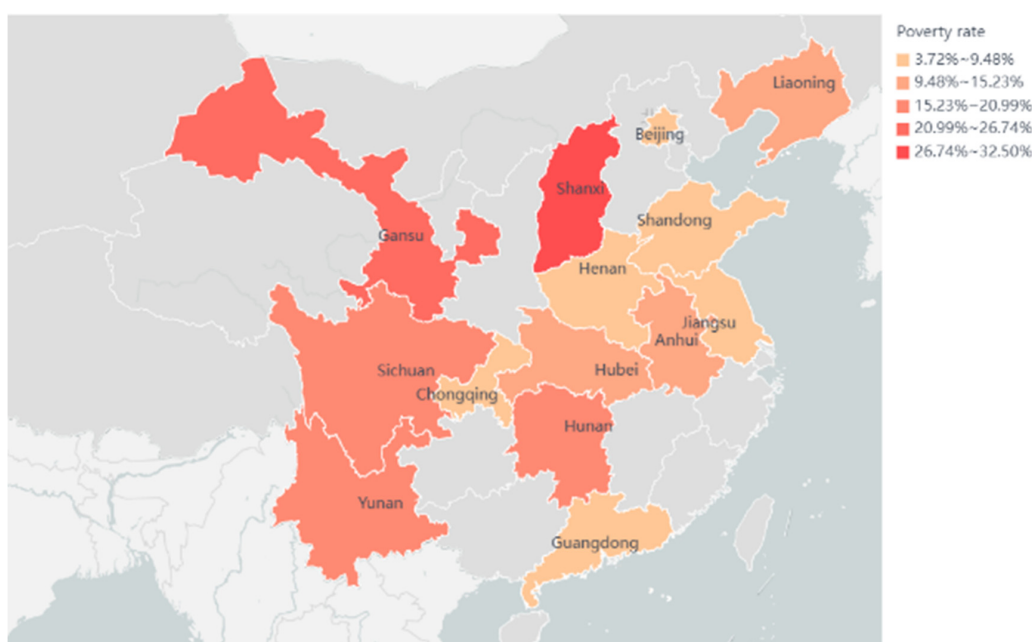 Poverty rate
3.72%~9.48%
9.48%~15.23%
15.23%~20.99%
20.99%~26.74%
26.74%~32.50%
Liaoning
Beijing
Shanxi
Shandong
Gansu
Henan
Jiangsu
Anhui
Sichuan
Hubei
Chongqing
Hunan
Yunan
Guangdong